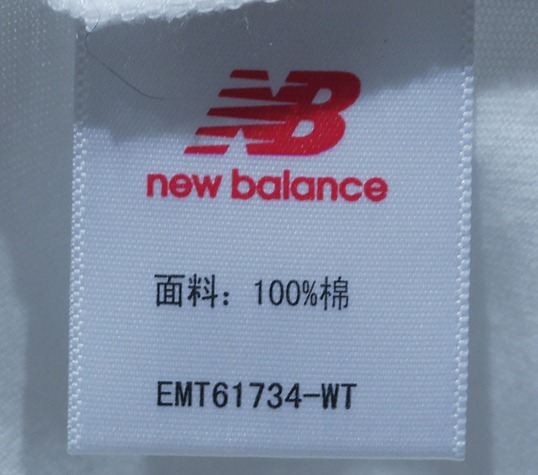 NB
new balance
面料：100%棉
EMT61734-WT